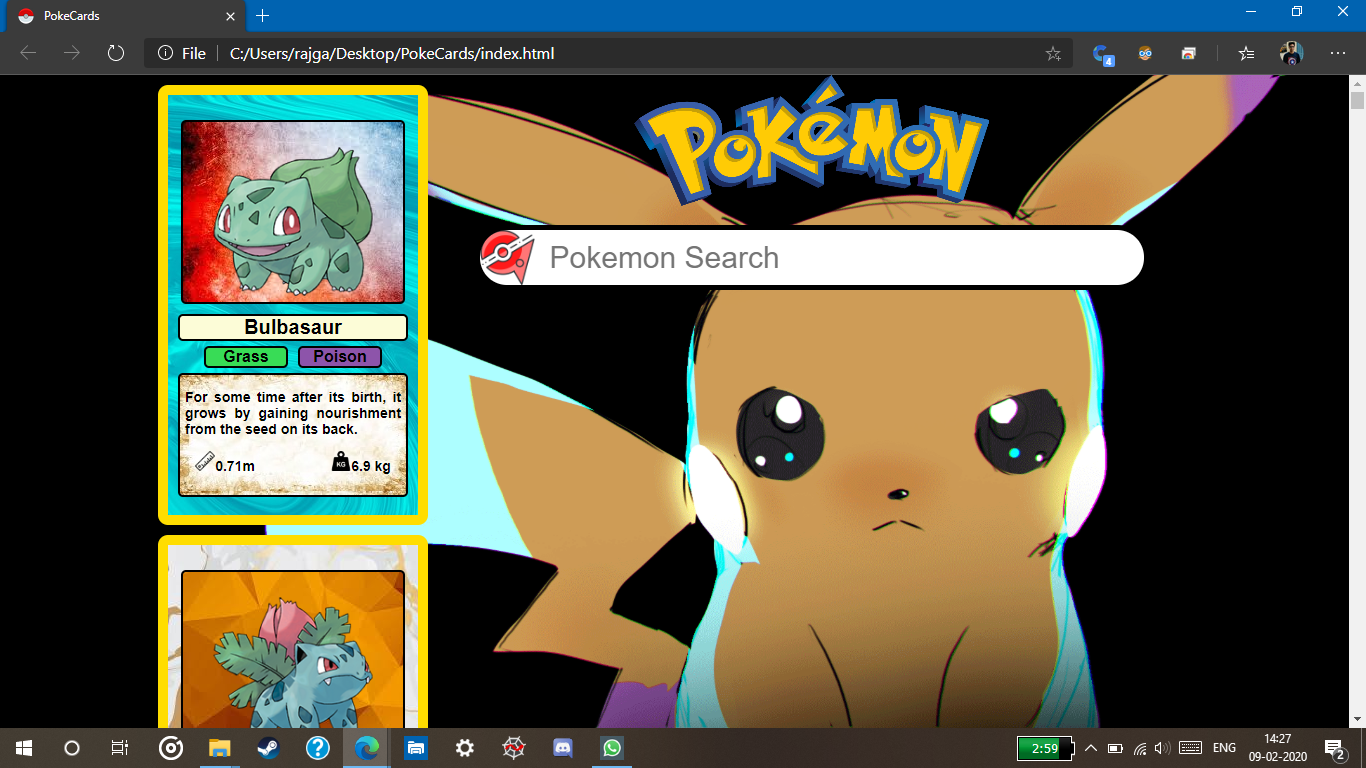 PokeCards
File
C:/Users/rajga/Desktop/PokeCards/index.html
4
POKéMON
Pokemon Search
Bulbasaur
Grass
Poison
For some time after its birth, it
grows by gaining nourishment
from the seed on its back.
0.71m
KG
6.9 kg
2:59
ENG
14:27
09-02-2020
2